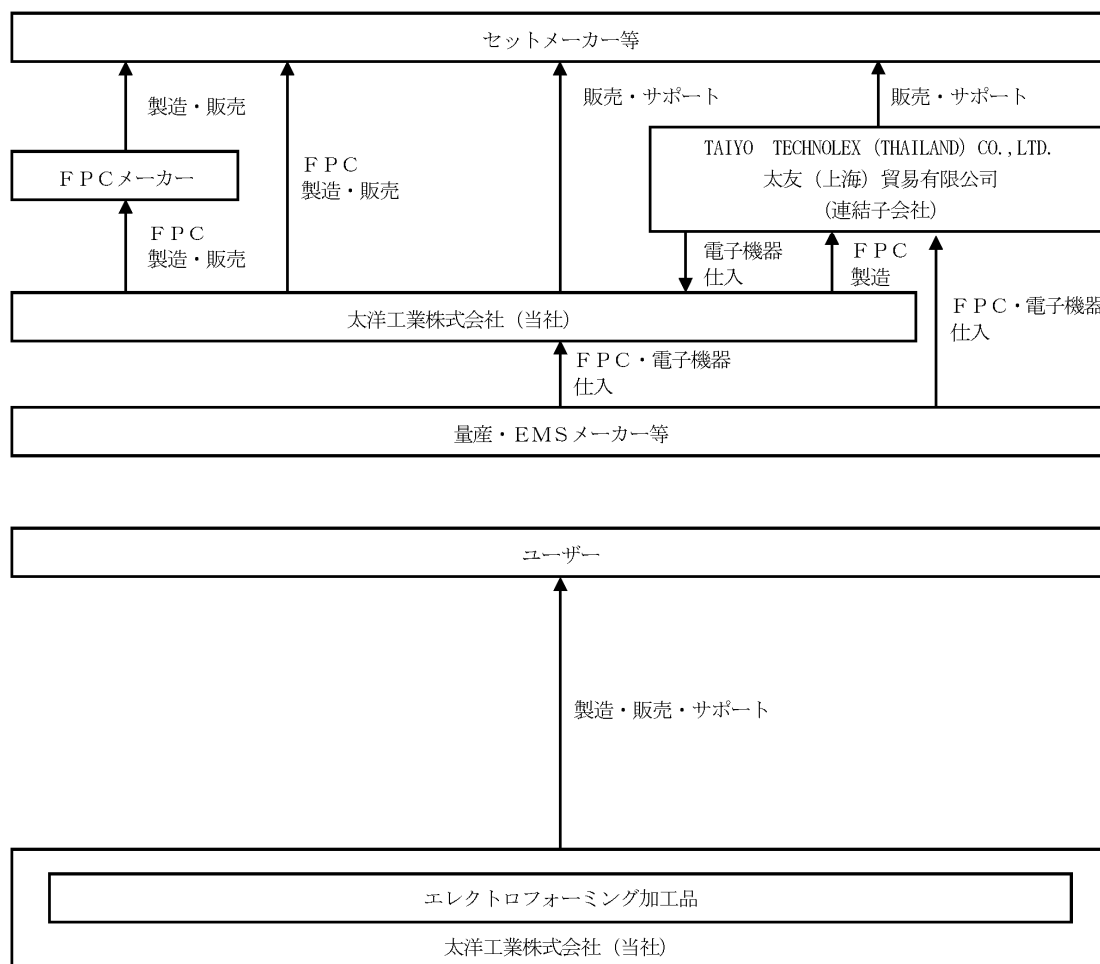 セットメーカー等
製造・販売
販売・サポート
販売・サポート
FPCメーカー
FPC
製造・販売
TAIYO TECHNOLEX (THAILAND) CO.,LTD.
太友(上海)貿易有限公司
(連結子会社)
FPC
製造・販売
電子機器
仕入
FPC
製造
FPC・電子機器
仕入
太洋工業株式会社(当社)
FPC・電子機器
仕入
量産・EMSメーカー等
ユーザー
製造・販売・サポート
エレクトロフォーミング加工品
太洋工業株式会社(当社)